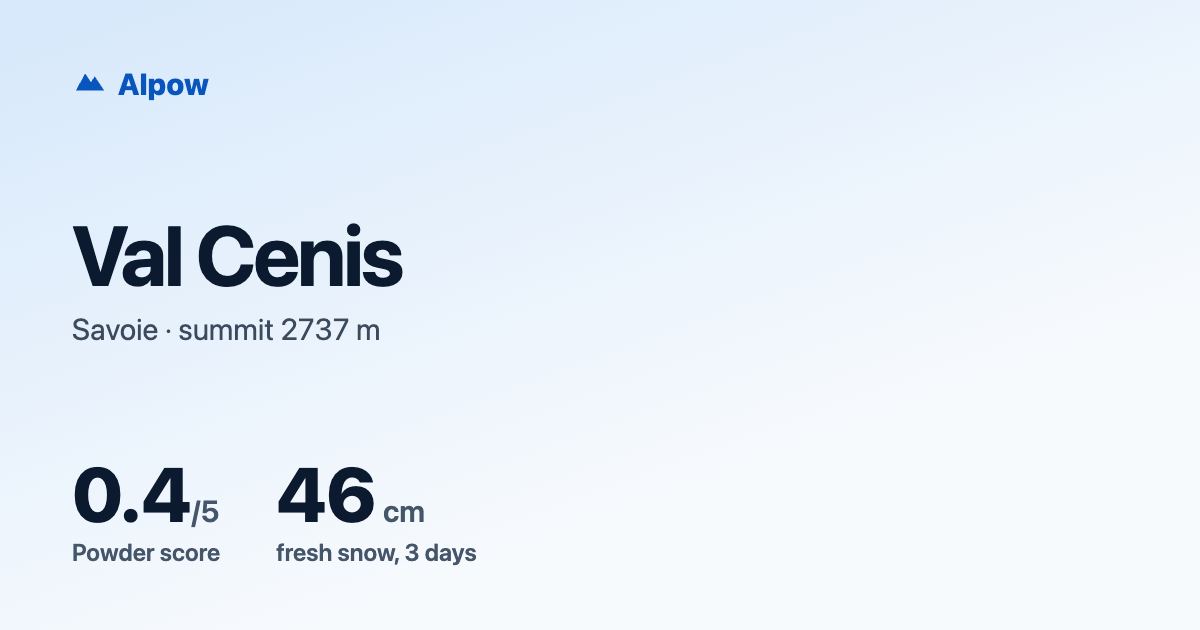 Alpow
Val Cenis
Savoie · summit 2737 m
0.4/5
Powder score
46 cm
fresh snow, 3 days